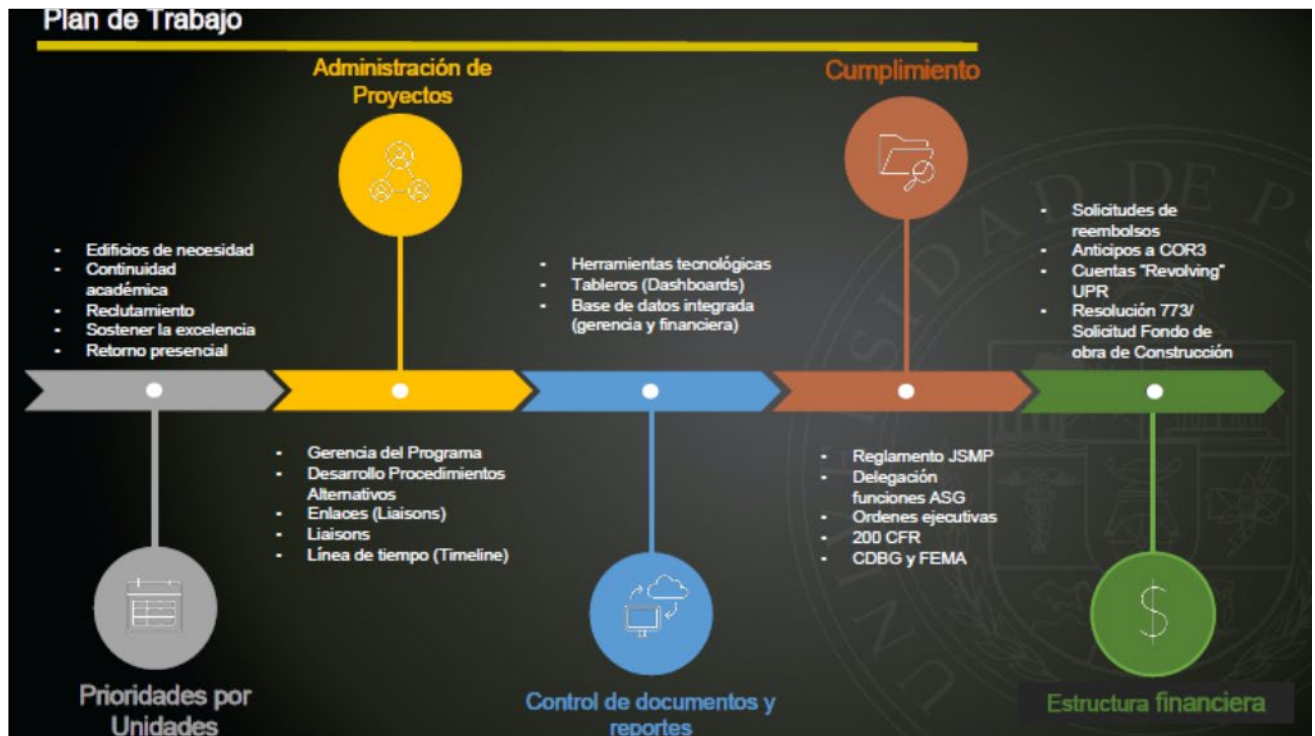 Plan de Trabajo
Administración de
Proyectos
Cumplimiento
- Edificios de necesidad
- Continuidad
académica
- Reclutamiento
- Sostener la excelencia
- Retorno presencial
- Herramientas tecnológicas
- Tableros (Dashboards)
- Base de datos integrada
(gerencia y financiera)
- Solicitudes de
reembolsos
- Anticipos a COR3
- Cuentas "Revolving"
UPR
- Resolución 773/
Solicitud Fondo de
obra de Construcción
- Gerencia del Programa
- Desarrollo Procedimientos
Alternativos
- Enlaces (Liaisons)
- Liaisons
- Línea de tiempo (Timeline)
- Reglamento JSMP
- Delegación
funciones ASG
- Ordenes ejecutivas
- 200 CFR
- CDBG y FEMA
$
Prioridades por
Unidades
Control de documentos y
reportes
Estructura financiera